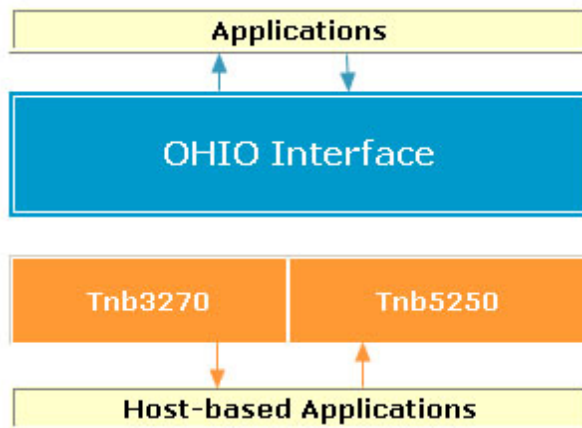 Applications
OHIO Interface
Tnb3270
Tnb5250
Host-based Applications